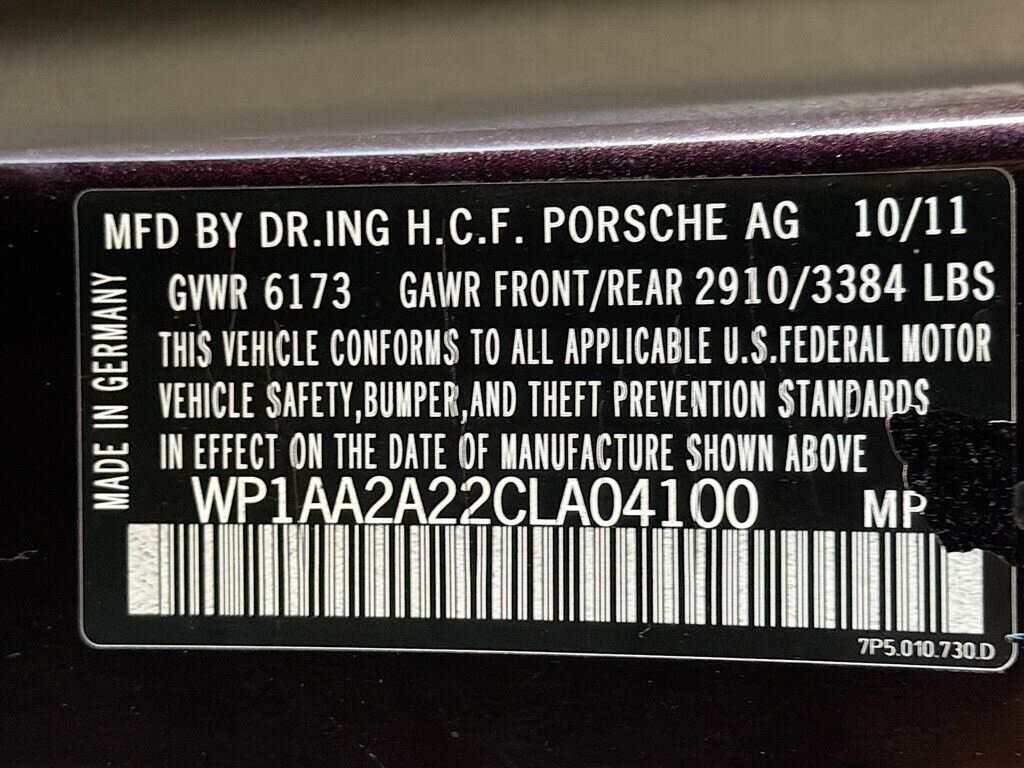 MFD BY DR.ING H.C.F. PORSCHE AG 10/11
GVWR 6173 GAWR FRONT/REAR 2910/3384 LBS
THIS VEHICLE CONFORMS TO ALL APPLICABLE U.S.FEDERAL MOTOR
VEHICLE SAFETY,BUMPER,AND THEFT PREVENTION STANDARDS
IN EFFECT ON THE DATE OF MANUFACTURE SHOWN ABOVE
WP1AA2A22CLA04100
MADE IN GERMANY
7P5.010.730.D